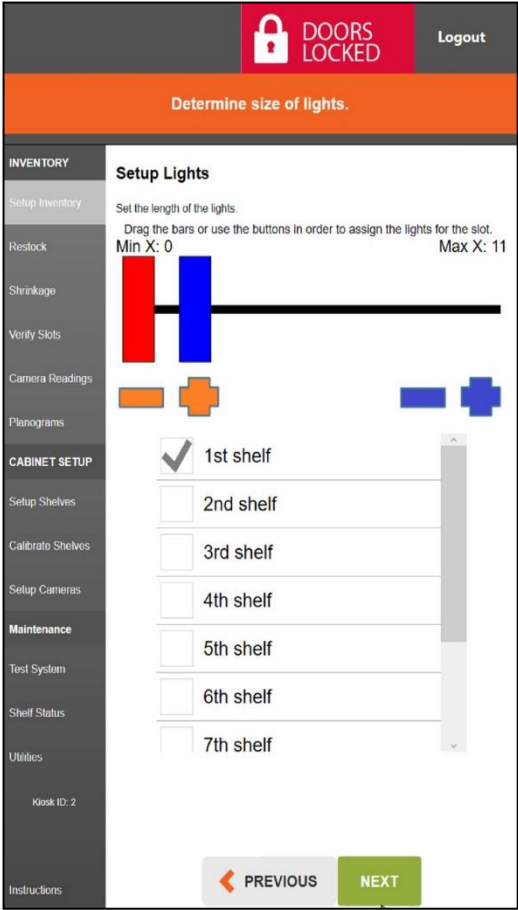 DOORS
LOCKED
Logout
Determine size of lights.
INVENTORY
Setup Inventory
Restock
Shrinkage
Verify Slots
Camera Readings
Planograms
CABINET SETUP
Setup Shelves
Calibrate Shelves
Setup Cameras
Maintenance
Test System
Shelf Status
Utilities
Kiosk ID: 2
Instructions
Setup Lights
Set the length of the lights.
Drag the bars or use the buttons in order to assign the lights for the slot.
Min X: 0 Max X: 11
1st shelf
2nd shelf
3rd shelf
4th shelf
5th shelf
6th shelf
7th shelf
PREVIOUS
NEXT